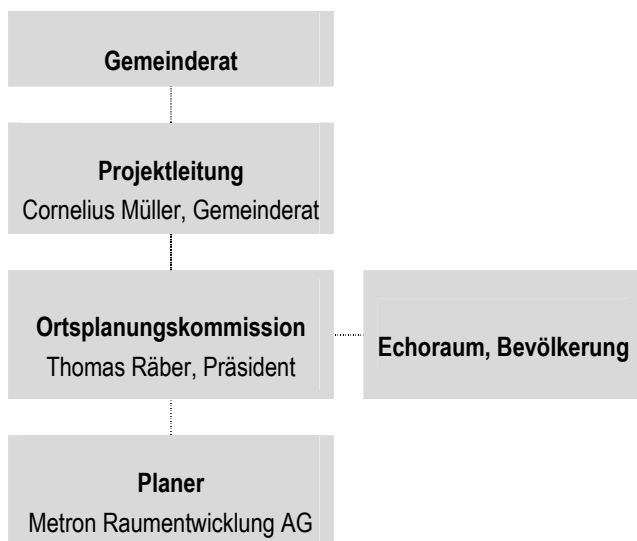 Gemeinderat
Projektleitung
Cornelius Müller, Gemeinderat
Ortsplanungskommission
Thomas Räber, Präsident
Echoraum, Bevölkerung
Planer
Metron Raumentwicklung AG